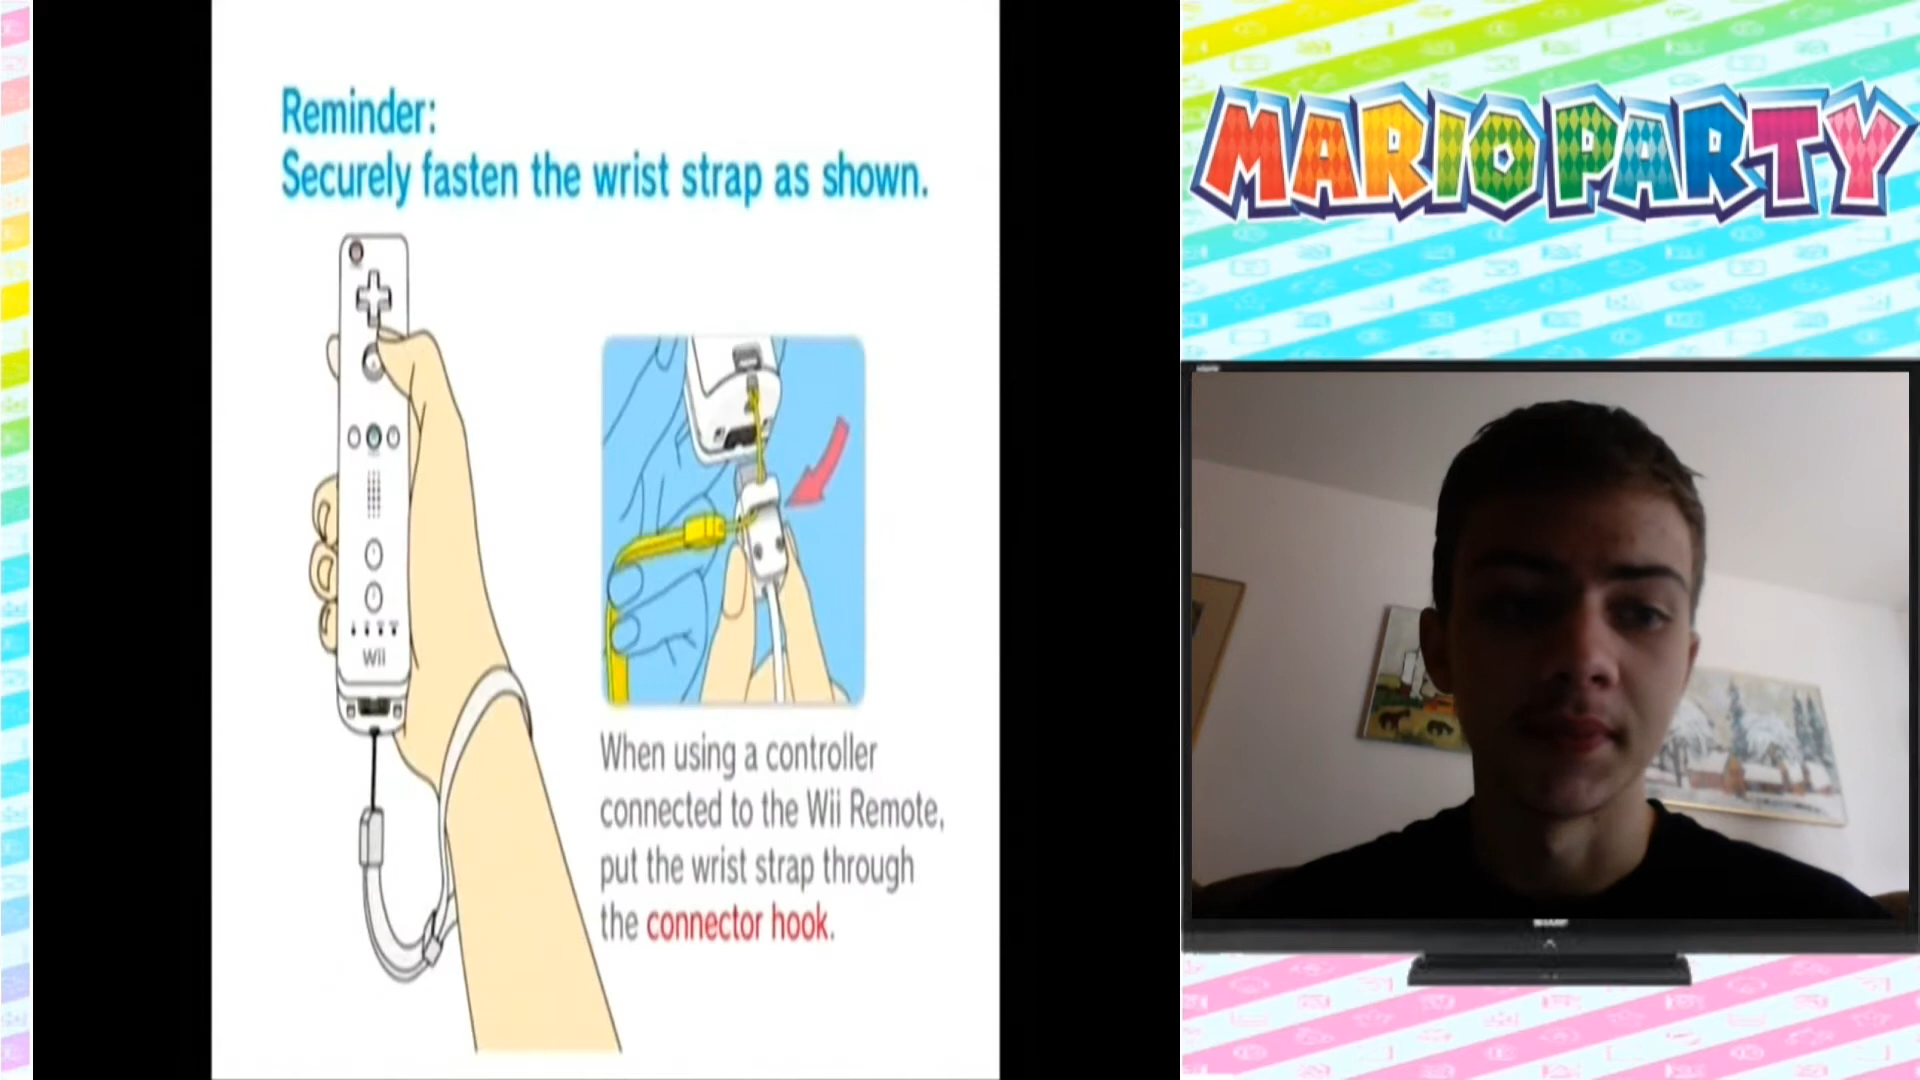 Reminder:
Securely fasten the wrist strap as shown.
Wii
When using a controller
connected to the Wii Remote,
put the wrist strap through
the connector hook.
MARIO PARTY